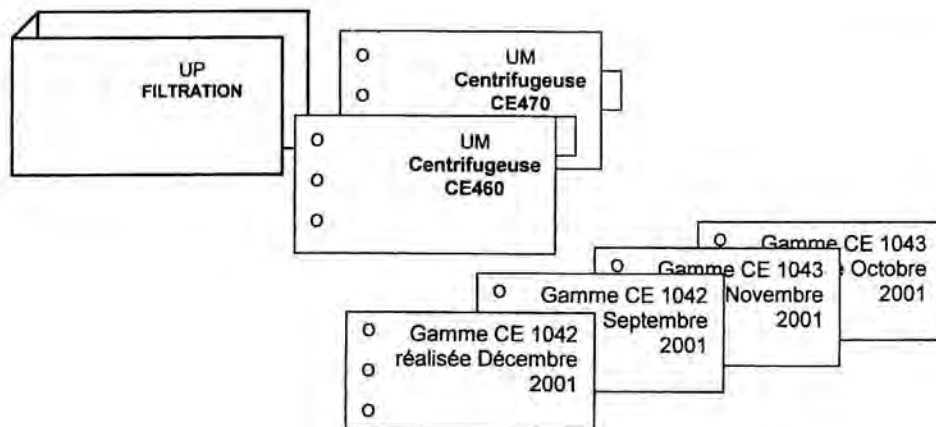 UP
FILTRATION
UM
Centrifugeuse
CE470
UM
Centrifugeuse
CE460
Gamme CE 1043
Octobre
2001
Gamme CE 1043
Novembre
2001
Gamme CE 1042
Septembre
2001
Gamme CE 1042
réalisée Décembre
2001